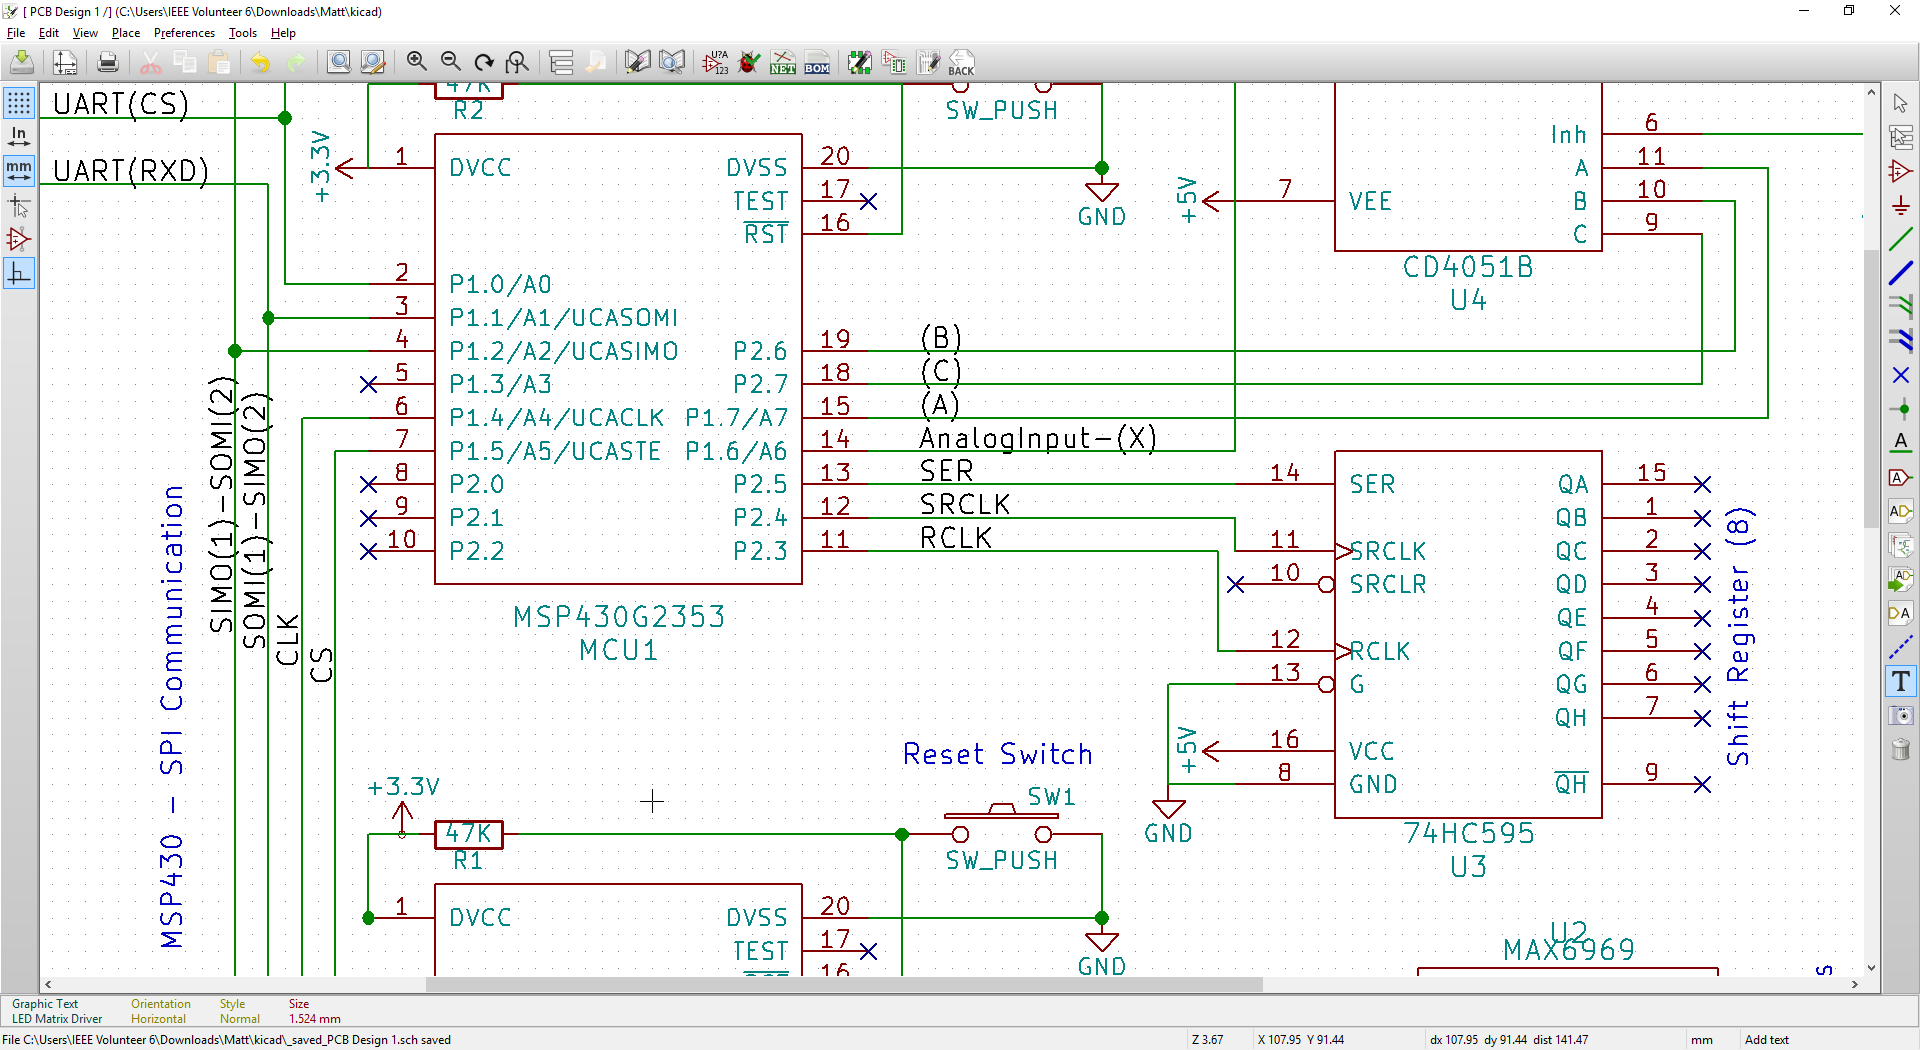 [ PCB Design 1 /] (C:\Users\IEEE Volunteer 6\Downloads\Matt\kicad)
File Edit View Place Preferences Tools Help
U?A
123
NET
BOM
BACK
In
mm
UART(CS)
UART(RXD)
47K
R2
SW_PUSH
+3.3V
1 DVCC
DVSS 20
TEST 17
RST 16
GND
2 P1.0/A0
3 P1.1/A1/UCASOMI
4 P1.2/A2/UCASIMO
5 P1.3/A3
6 P1.4/A4/UCACLK
7 P1.5/A5/UCASTE
8 P2.0
9 P2.1
10 P2.2
P2.6 19 (B)
P2.7 18 (C)
P1.7/A7 15 (A)
P1.6/A6 14 AnalogInput-(X)
P2.5 13 SER
P2.4 12 SRCLK
P2.3 11 RCLK
MSP430G2353
MCU1
+5V
7 VEE
Inh 6
A 11
B 10
C 9
CD4051B
U4
14 SER
11 SRCLK
10 SRCLR
12 RCLK
13 G
+5V
16 VCC
8 GND
GND
QA 15
QB 1
QC 2
QD 3
QE 4
QF 5
QG 6
QH 7
QH 9
74HC595
U3
Shift Register (8)
MSP430 - SPI Communication
SIMO(1)-SOMI(2)
SOMI(1)-SIMO(2)
CLK
CS
Reset Switch
+3.3V
47K
R1
SW1
SW_PUSH
1 DVCC
DVSS 20
TEST 17
16
GND
U2
MAX6969
S
A
A
AD
AD
DA
T
Graphic Text Orientation Style Size
LED Matrix Driver Horizontal Normal 1.524 mm
File C:\Users\IEEE Volunteer 6\Downloads\Matt\kicad\_saved_PCB Design 1.sch saved Z 3.67 X 107.95 Y 91.44 dx 107.95 dy 91.44 dist 141.47 mm Add text